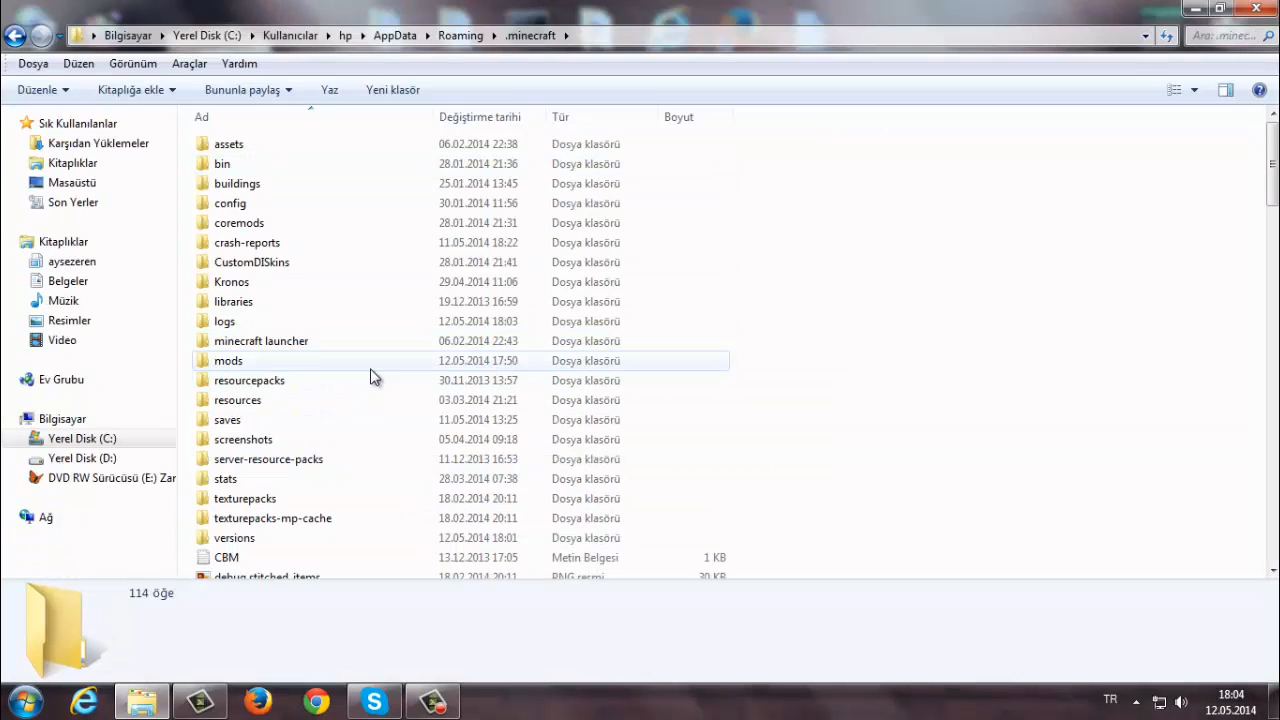 Bilgisayar Yerel Disk (C:) Kullanıcılar hp AppData Roaming .minecraft Ara: .minec...
Dosya Düzen Görünüm Araçlar Yardım
Düzenle Kitaplığa ekle Bununla paylaş Yaz Yeni klasör
Sık Kullanılanlar
Karşıdan Yüklemeler
Kitaplıklar
Masaüstü
Son Yerler
Kitaplıklar
aysezeren
Belgeler
Müzik
Resimler
Video
Ev Grubu
Bilgisayar
Yerel Disk (C:)
Yerel Disk (D:)
DVD RW Sürücüsü (E:) Zar
Ağ
Ad Değiştirme tarihi Tür Boyut
assets 06.02.2014 22:38 Dosya klasörü
bin 28.01.2014 21:36 Dosya klasörü
buildings 25.01.2014 13:45 Dosya klasörü
config 30.01.2014 11:56 Dosya klasörü
coremods 28.01.2014 21:31 Dosya klasörü
crash-reports 11.05.2014 18:22 Dosya klasörü
CustomDISkins 28.01.2014 21:41 Dosya klasörü
Kronos 29.04.2014 11:06 Dosya klasörü
libraries 19.12.2013 16:59 Dosya klasörü
logs 12.05.2014 18:03 Dosya klasörü
minecraft launcher 06.02.2014 22:43 Dosya klasörü
mods 12.05.2014 17:50 Dosya klasörü
resourcepacks 30.11.2013 13:57 Dosya klasörü
resources 03.03.2014 21:21 Dosya klasörü
saves 11.05.2014 13:25 Dosya klasörü
screenshots 05.04.2014 09:18 Dosya klasörü
server-resource-packs 11.12.2013 16:53 Dosya klasörü
stats 28.03.2014 07:38 Dosya klasörü
texturepacks 18.02.2014 20:11 Dosya klasörü
texturepacks-mp-cache 18.02.2014 20:11 Dosya klasörü
versions 12.05.2014 18:01 Dosya klasörü
CBM 13.12.2013 17:05 Metin Belgesi 1 KB
debug.stitched_items 18.02.2014 20:11 PNG resmi 30 KB
114 öğe
TR 18:04
12.05.2014